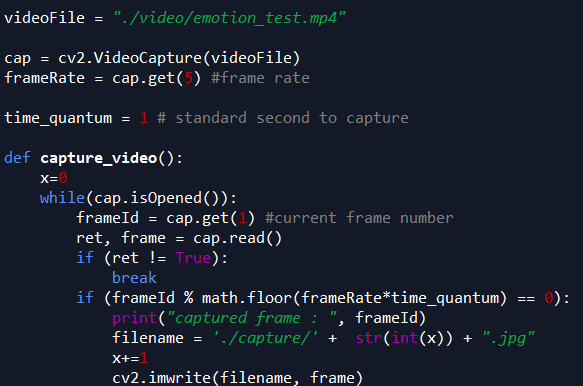 videoFile = "./video/emotion_test.mp4"
cap = cv2.VideoCapture(videoFile)
frameRate = cap.get(5) #frame rate
time_quantum = 1 # standard second to capture
def capture_video():
    x=0
    while(cap.isOpened()):
        frameId = cap.get(1) #current frame number
        ret, frame = cap.read()
        if (ret != True):
            break
        if (frameId % math.floor(frameRate*time_quantum) == 0):
            print("captured frame : ", frameId)
            filename = './capture/' +  str(int(x)) + ".jpg"
            x+=1
            cv2.imwrite(filename, frame)